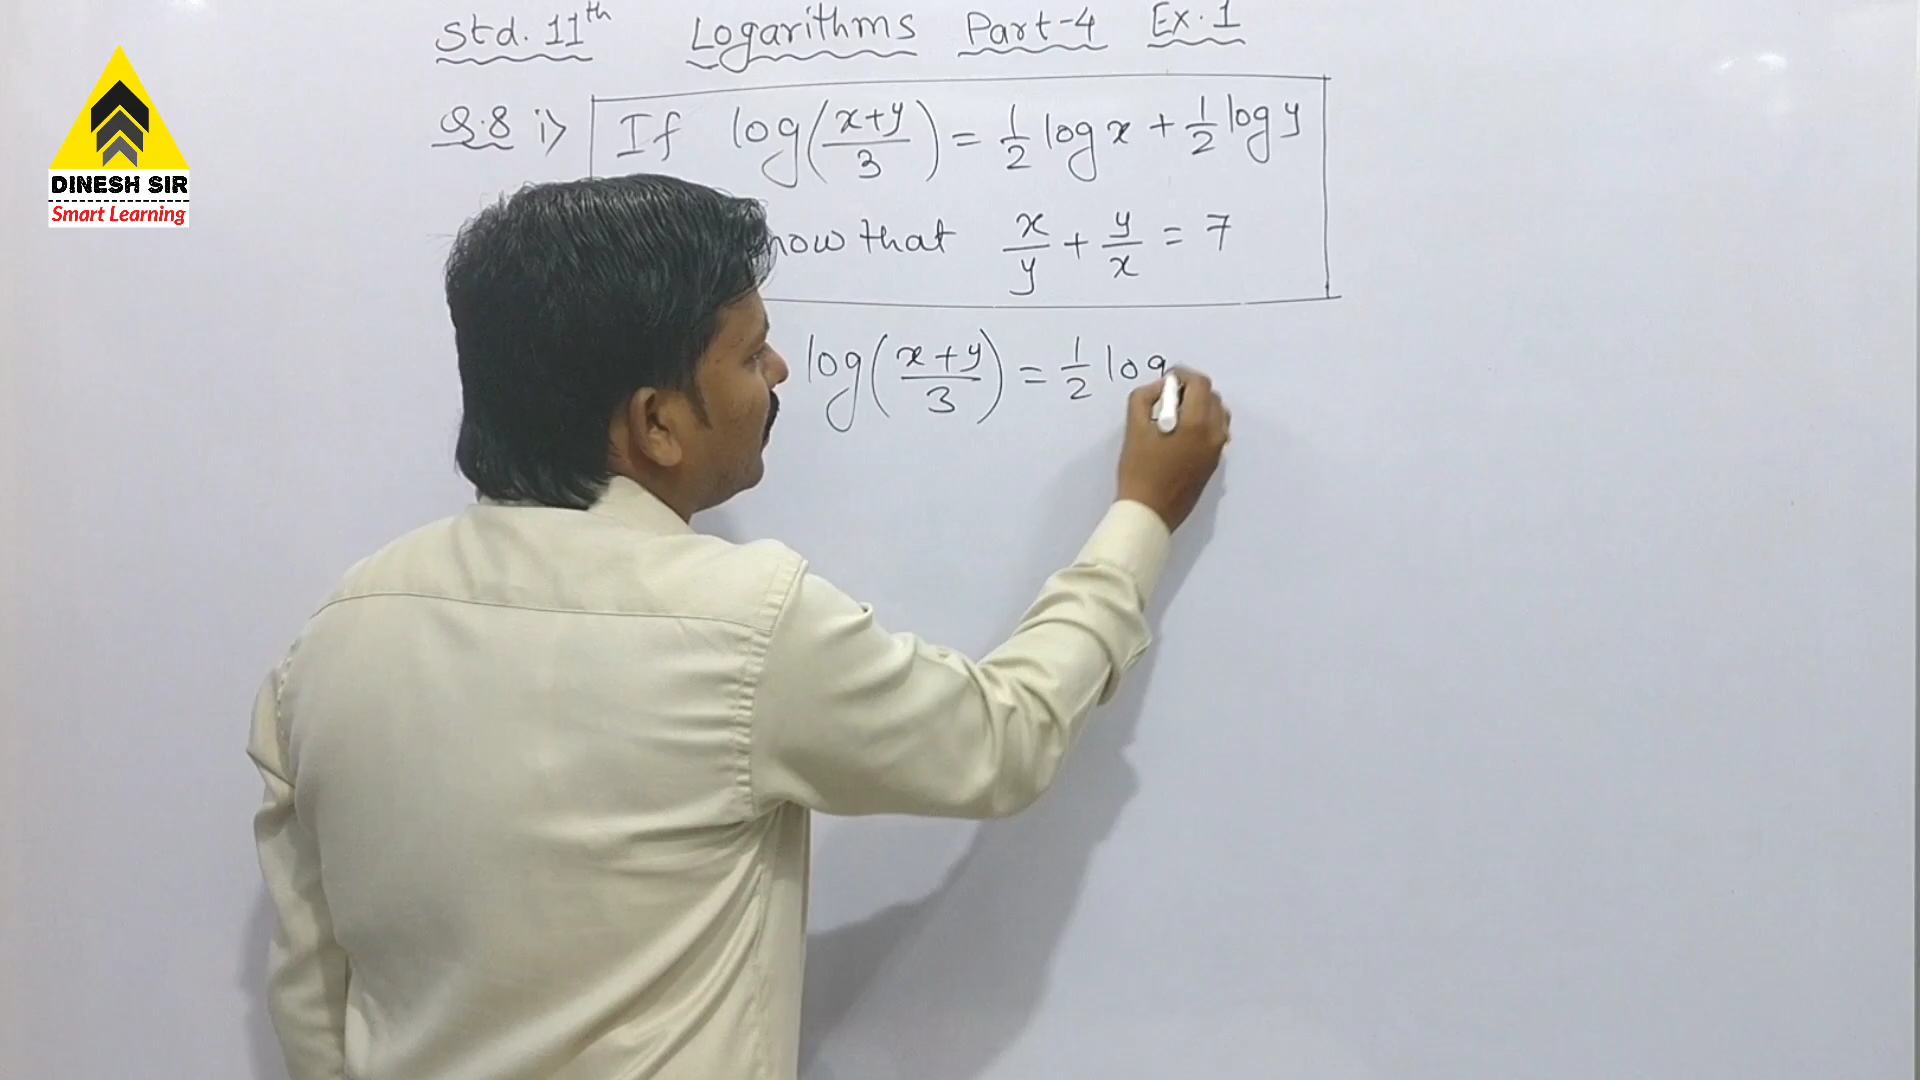 Std. 11th Logarithms Part-4 Ex. 1
Q.8 i) If log((x+y)/3) = 1/2 log x + 1/2 log y
that x/y + y/x = 7
log((x+y)/3) = 1/2 log
DINESH SIR
Smart Learning